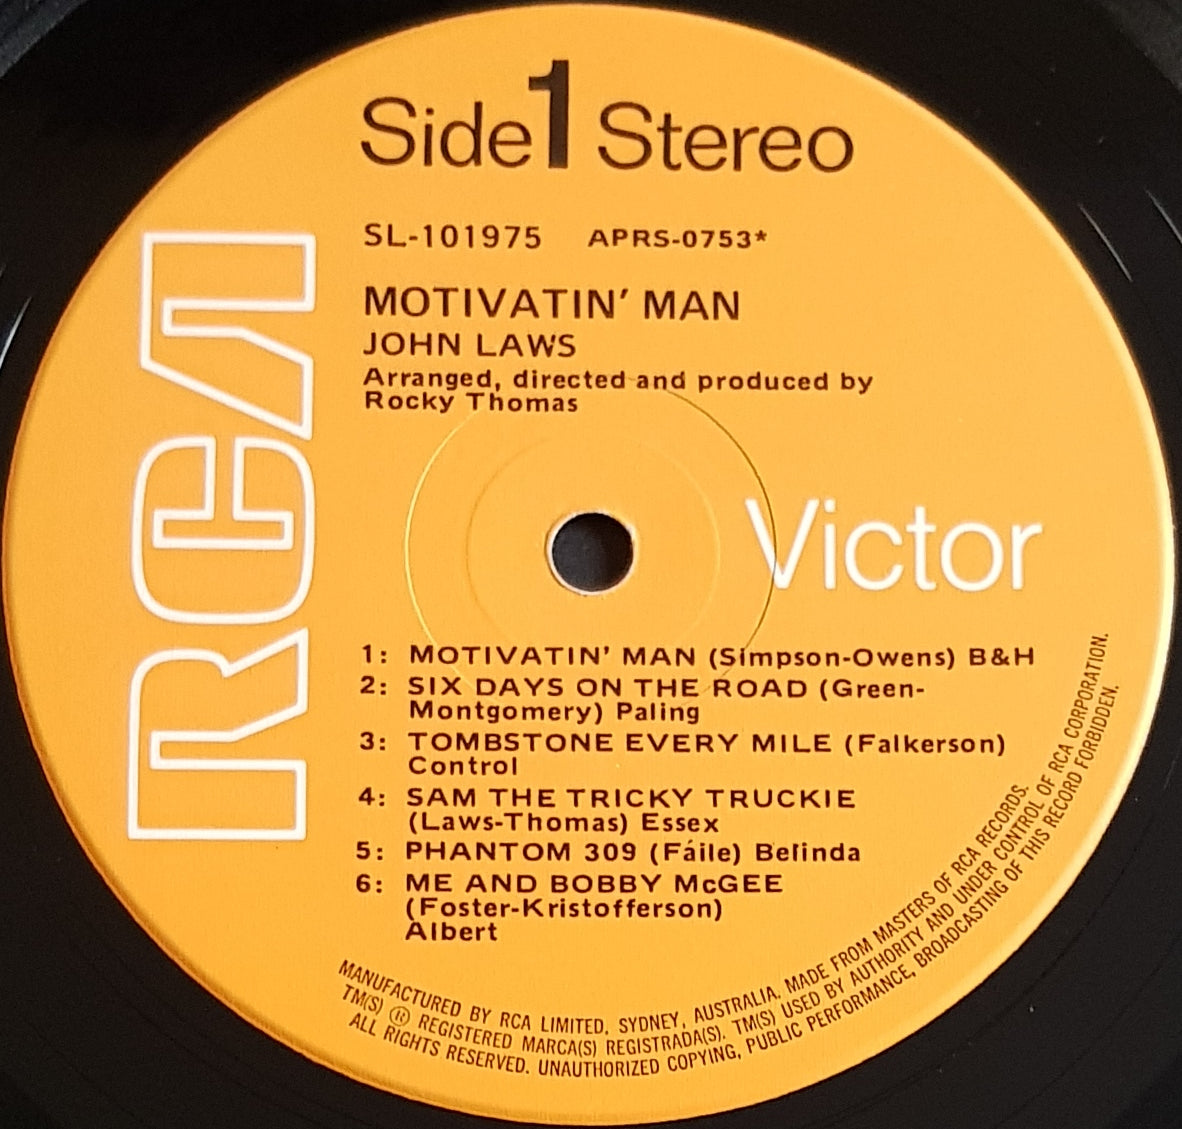 Side 1 Stereo
SL-101975 APRS-0753*
MOTIVATIN' MAN
JOHN LAWS
Arranged, directed and produced by
Rocky Thomas
RCA
Victor
1: MOTIVATIN' MAN (Simpson-Owens) B&H
2: SIX DAYS ON THE ROAD (Green-
Montgomery) Paling
3: TOMBSTONE EVERY MILE (Falkerson)
Control
4: SAM THE TRICKY TRUCKIE
(Laws-Thomas) Essex
5: PHANTOM 309 (Fáile) Belinda
6: ME AND BOBBY McGEE
(Foster-Kristofferson)
Albert
MANUFACTURED BY RCA LIMITED, SYDNEY, AUSTRALIA. MADE FROM MASTERS OF RCA RECORDS.
TM(S) ® REGISTERED MARCA(S) REGISTRADA(S). TM(S) USED BY AUTHORITY AND UNDER CONTROL OF RCA CORPORATION.
ALL RIGHTS RESERVED. UNAUTHORIZED COPYING, PUBLIC PERFORMANCE, BROADCASTING OF THIS RECORD FORBIDDEN.